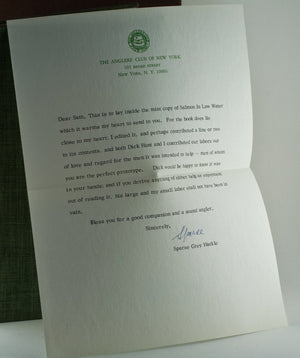 THE ANGLERS' CLUB OF NEW YORK
101 BROAD STREET
New York, N. Y. 10005
Dear Sam, This is to lay inside the mint copy of Salmon in Low Water
which it warms my heart to send to you. For the book does lie
close to my heart. I edited it, and perhaps contributed a line or two
to its contents, and both Dick Hunt and I contributed our labors out
of love and regard for the men it was intended to help -- men of whom
you are the perfect prototype. Dick would be happy to know it was
in your hands; and if you derive anything of either help or enjoyment
out of reading it, his large and my small labor shall not have been in
vain.
Bless you for a good companion and a sound angler.
Sincerely,
Sparse
Sparse Grey Hackle